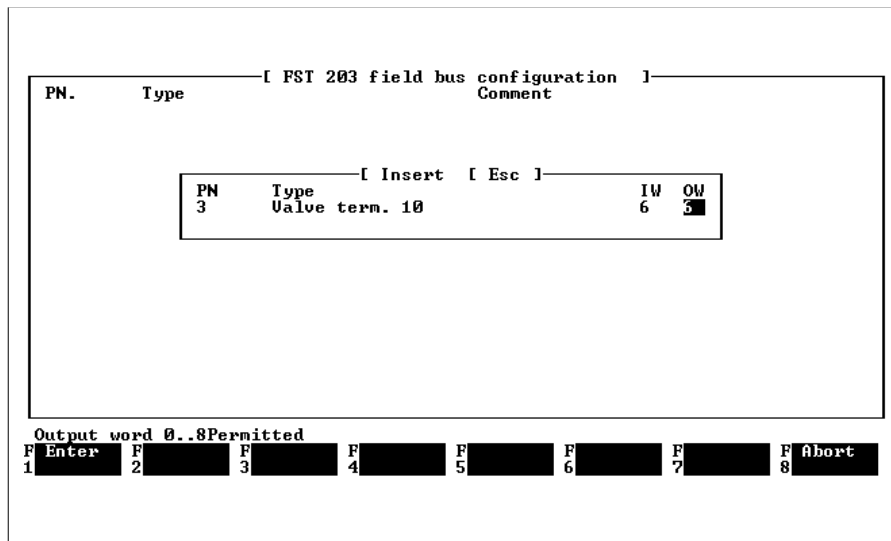 [ FST 203 field bus configuration ]
PN. Type Comment
[ Insert [ Esc ]
PN Type IW OW
3 Valve term. 10 6 6
Output word 0..8Permitted
F1 Enter F2 F3 F4 F5 F6 F7 F8 Abort